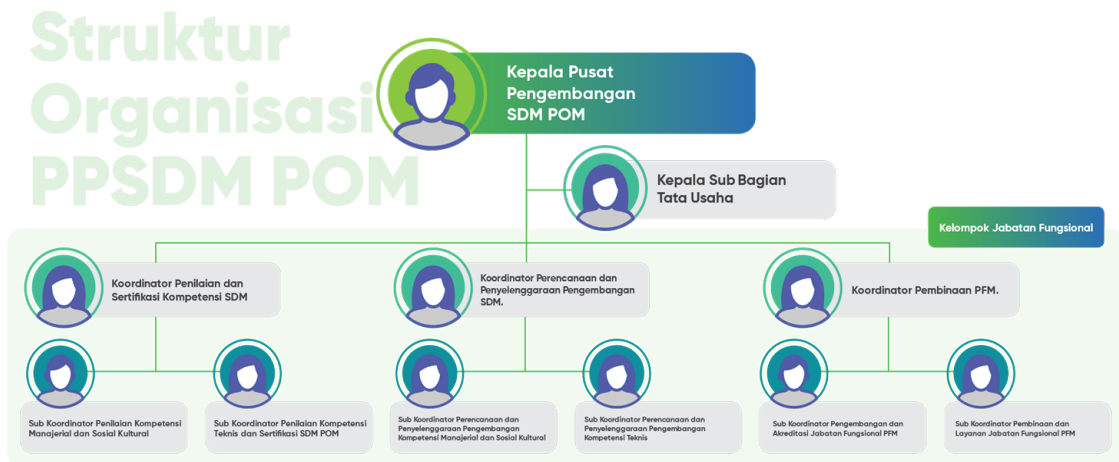 Struktur
Organisasi
PPSDM POM
Kepala Pusat
Pengembangan
SDM POM
Kepala Sub Bagian
Tata Usaha
Kelompok Jabatan Fungsional
Koordinator Penilaian dan
Sertifikasi Kompetensi SDM
Koordinator Perencanaan dan
Penyelenggaraan Pengembangan
SDM.
Koordinator Pembinaan PFM.
Sub Koordinator Penilaian Kompetensi
Manajerial dan Sosial Kultural
Sub Koordinator Penilaian Kompetensi
Teknis dan Sertifikasi SDM POM
Sub Koordinator Perencanaan dan
Penyelenggaraan Pengembangan
Kompetensi Manajerial dan Sosial Kultural
Sub Koordinator Perencanaan dan
Penyelenggaraan Pengembangan
Kompetensi Teknis
Sub Koordinator Pengembangan dan
Akreditasi Jabatan Fungsional PFM
Sub Koordinator Pembinaan dan
Layanan Jabatan Fungsional PFM